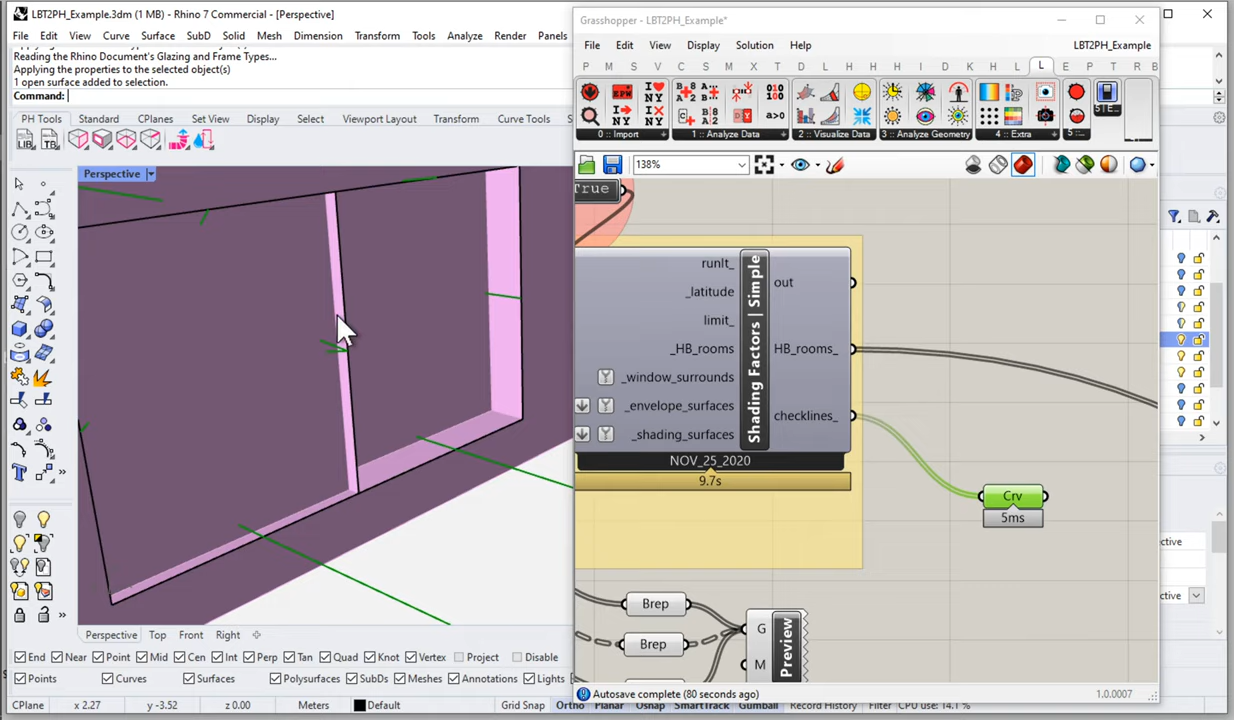 LBT2PH_Example.3dm (1 MB) - Rhino 7 Commercial - [Perspective]
File Edit View Curve Surface SubD Solid Mesh Dimension Transform Tools Analyze Render Panels
Reading the Rhino Document's Glazing and Frame Types...
Applying the properties to the selected object(s)
1 open surface added to selection.
Command:
PH Tools Standard CPlanes Set View Display Select Viewport Layout Transform Curve Tools
LIB TB
Perspective
Perspective Top Front Right
End Near Point Mid Cen Int Perp Tan Quad Knot Vertex Project Disable
Points Curves Surfaces Polysurfaces SubDs Meshes Annotations Lights
CPlane x 2.27 y -3.52 z 0.00 Meters Default Grid Snap Ortho Planar Osnap SmartTrack Gumball Record History Filter CPU use: 14.1 %
Grasshopper - LBT2PH_Example*
File Edit View Display Solution Help LBT2PH_Example
P M S V C S M I D W H L L E P T R B
0 :: Import 1 :: Analyze Data 2 :: Visualize Data 3 :: Analyze Geometry 4 :: Extra 5 ::
138%
True
runIt_
_latitude
limit_
_HB_rooms
_window_surrounds
_envelope_surfaces
_shading_surfaces
Shading Factors | Simple
out
HB_rooms_
checklines_
NOV_25_2020
9.7s
Crv
5ms
Brep
Brep
G
M
Preview
Autosave complete (80 seconds ago)
1.0.0007